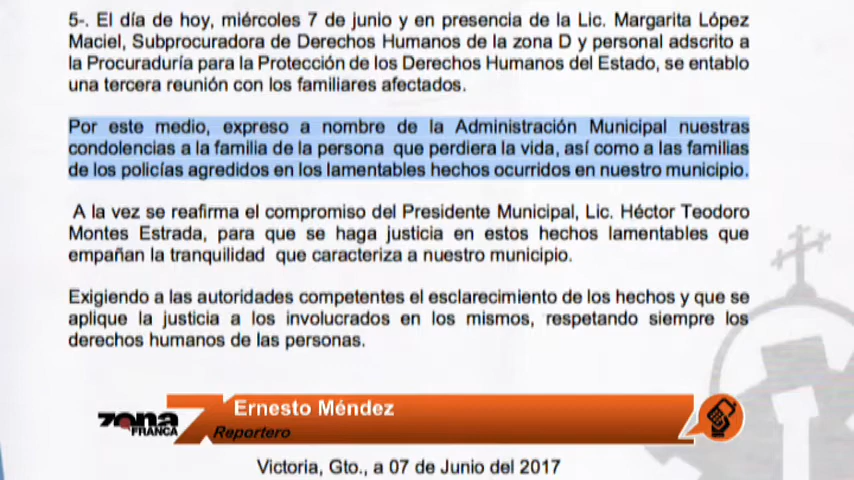 5-. El día de hoy, miércoles 7 de junio y en presencia de la Lic. Margarita López
Maciel, Subprocuradora de Derechos Humanos de la zona D y personal adscrito a
la Procuraduría para la Protección de los Derechos Humanos del Estado, se entablo
una tercera reunión con los familiares afectados.
Por este medio, expreso a nombre de la Administración Municipal nuestras
condolencias a la familia de la persona que perdiera la vida, así como a las familias
de los policías agredidos en los lamentables hechos ocurridos en nuestro municipio.
A la vez se reafirma el compromiso del Presidente Municipal, Lic. Héctor Teodoro
Montes Estrada, para que se haga justicia en estos hechos lamentables que
empañan la tranquilidad que caracteriza a nuestro municipio.
Exigiendo a las autoridades competentes el esclarecimiento de los hechos y que se
aplique la justicia a los involucrados en los mismos, respetando siempre los
derechos humanos de las personas.
Ernesto Méndez
zona
FRANCA
Reportero
Victoria, Gto., a 07 de Junio del 2017